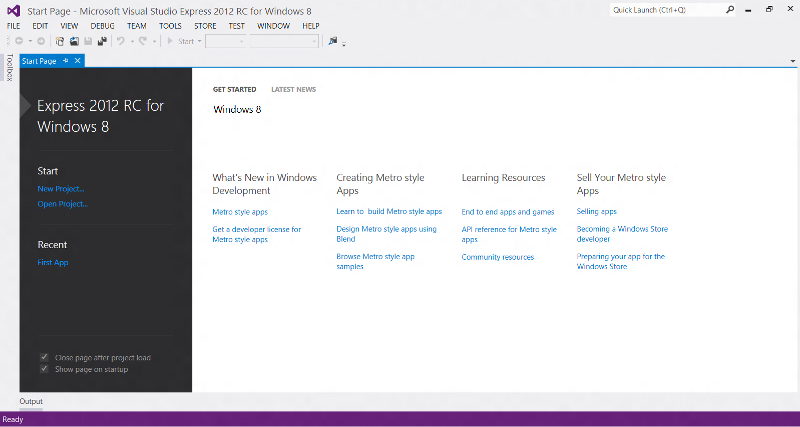 Start Page - Microsoft Visual Studio Express 2012 RC for Windows 8
Quick Launch (Ctrl+Q)
FILE EDIT VIEW DEBUG TEAM TOOLS STORE TEST WINDOW HELP
Start
Toolbox
Start Page
Express 2012 RC for
Windows 8
Start
New Project...
Open Project...
Recent
First App
Close page after project load
Show page on startup
GET STARTED LATEST NEWS
Windows 8
What's New in Windows
Development
Metro style apps
Get a developer license for
Metro style apps
Creating Metro style
Apps
Learn to build Metro style apps
Design Metro style apps using
Blend
Browse Metro style app
samples
Learning Resources
End to end apps and games
API reference for Metro style
apps
Community resources
Sell Your Metro style
Apps
Selling apps
Becoming a Windows Store
developer
Preparing your app for the
Windows Store
Output
Ready